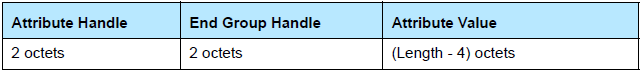 Attribute Handle End Group Handle Attribute Value
2 octets 2 octets (Length - 4) octets